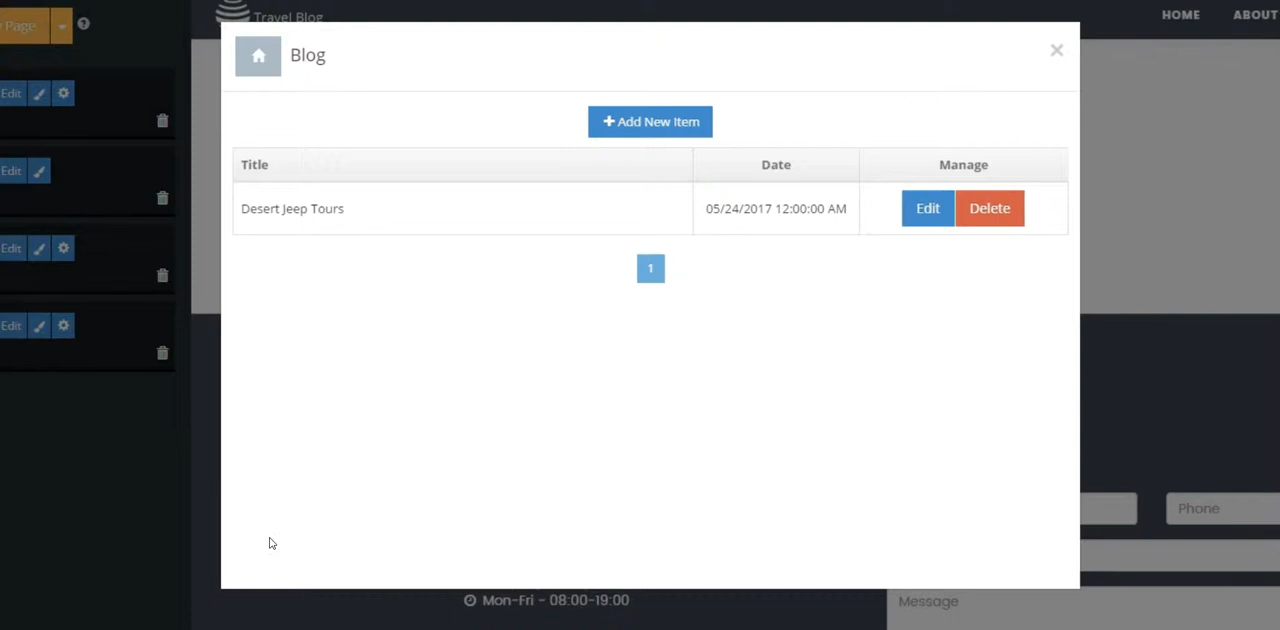 Page
Travel Blog
HOME ABOUT
Blog
×
Edit
+ Add New Item
Title Date Manage
Edit
Desert Jeep Tours 05/24/2017 12:00:00 AM Edit Delete
Edit
1
Edit
Phone
Mon-Fri - 08:00-19:00
Message